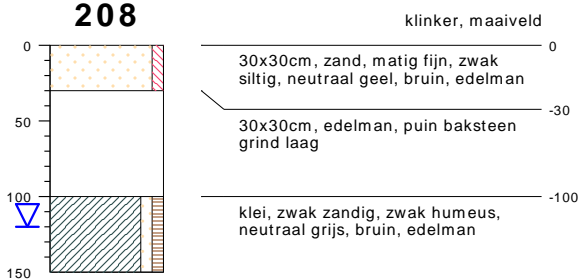 208
klinker, maaiveld
0
0
30x30cm, zand, matig fijn, zwak
siltig, neutraal geel, bruin, edelman
-30
50
30x30cm, edelman, puin baksteen
grind laag
100
-100
klei, zwak zandig, zwak humeus,
neutraal grijs, bruin, edelman
150